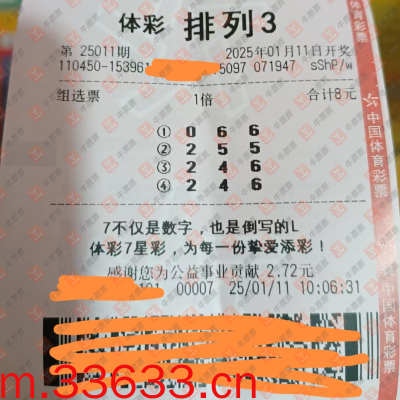 体彩 排列3
第 25011期 2025年01月11日开奖
110450-153961 5097 071947 sShP/w
组选票 1倍 合计8元
① 0 6 6
② 2 5 5
③ 2 4 6
④ 2 4 6
7不仅是数字，也是倒写的L
体彩7星彩，为每一份挚爱添彩！
感谢您为公益事业贡献 2.72元
101 00007 25/01/11 10:06:31
m.33633.cn
体育彩票
中国体育彩票